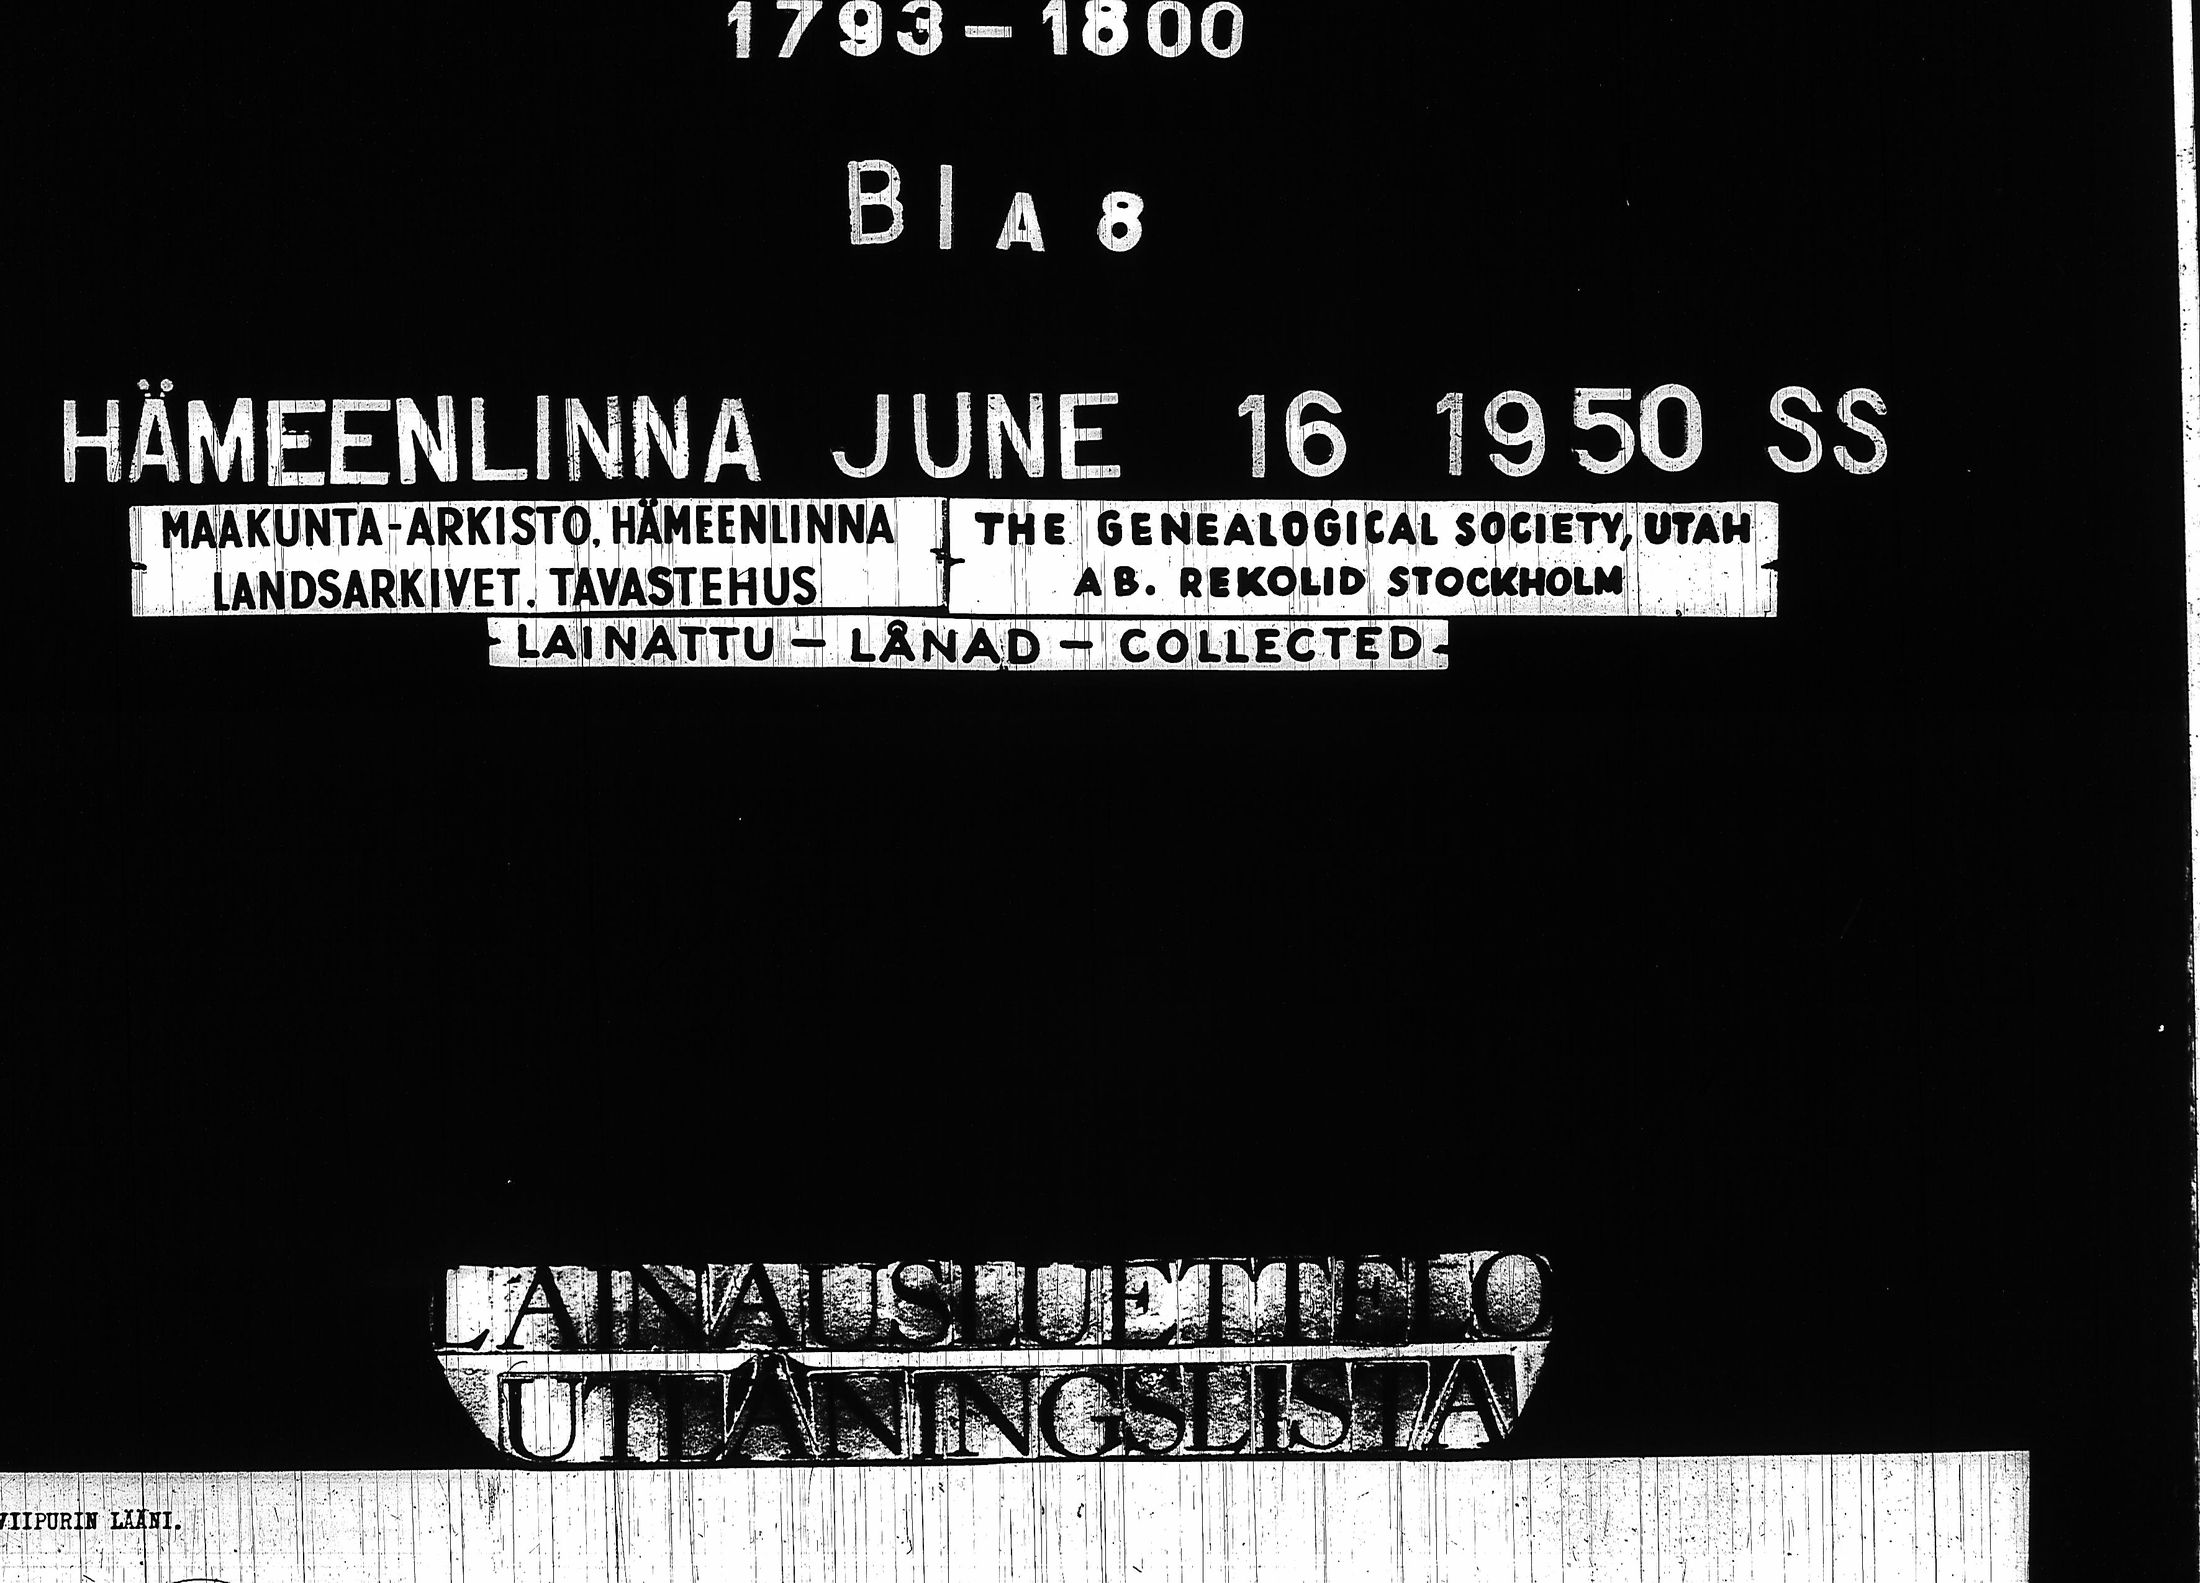 1793-1800
BI A 8
HÄMEENLINNA JUNE 16 1950 SS
MAAKUNTA-ARKISTO, HÄMEENLINNA
LANDSARKIVET, TAVASTEHUS
THE GENEALOGICAL SOCIETY, UTAH
AB. REKOLID STOCKHOLM
LAINATTU - LÅNAD - COLLECTED
LAINAUSLUETTELO
UTLÅNINGSLISTA
VIIPURIN LÄÄNI.